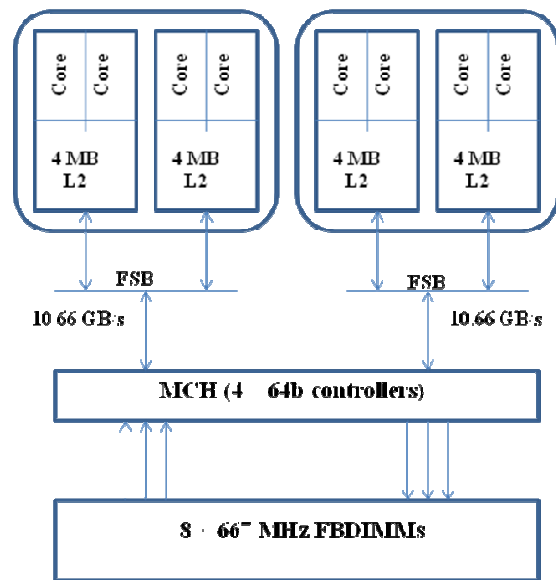 Core Core Core Core Core Core Core Core
4 MB 4 MB 4 MB 4 MB
L2 L2 L2 L2
FSB FSB
10.66 GB/s 10.66 GB/s
MCH (4 64b controllers)
8 MHz FBDIMMs